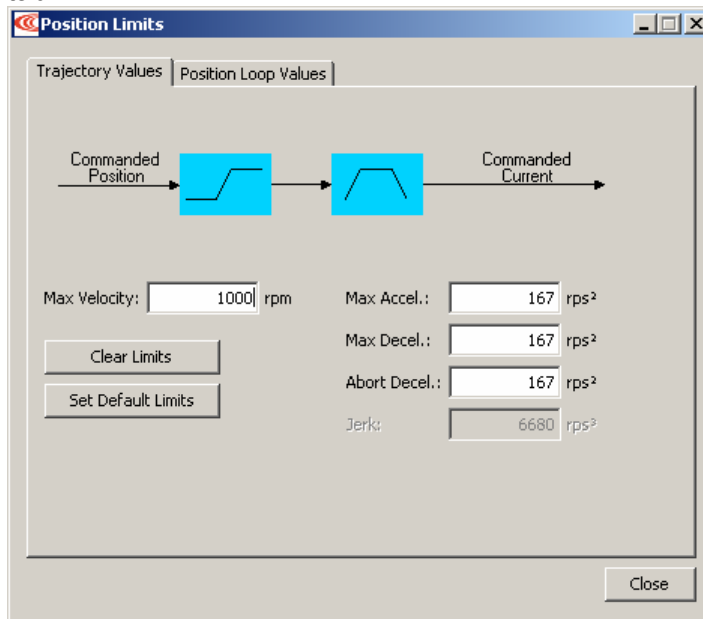 Position Limits
Trajectory Values
Position Loop Values
Commanded
Position
Commanded
Current
Max Velocity: 1000 rpm
Max Accel.: 167 rps²
Clear Limits
Max Decel.: 167 rps²
Set Default Limits
Abort Decel.: 167 rps²
Jerk: 6680 rps³
Close